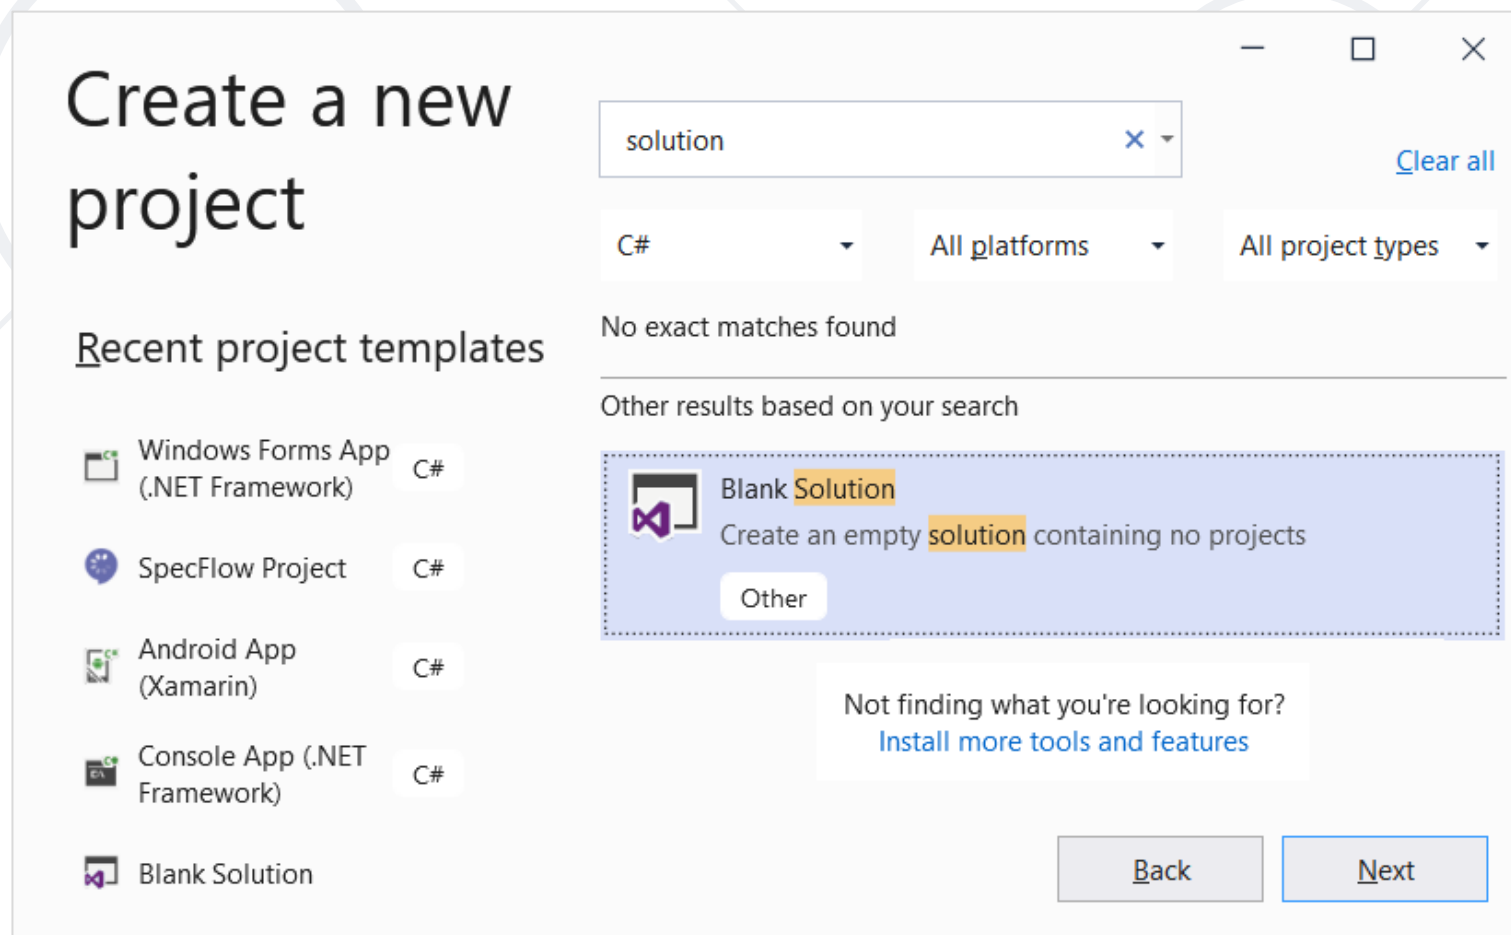 Create a new
project
Recent project templates
Windows Forms App
(.NET Framework)
C#
SpecFlow Project
C#
Android App
(Xamarin)
C#
Console App (.NET
Framework)
C#
Blank Solution
solution
Clear all
C#
All platforms
All project types
No exact matches found
Other results based on your search
Blank Solution
Create an empty solution containing no projects
Other
Not finding what you're looking for?
Install more tools and features
Back
Next